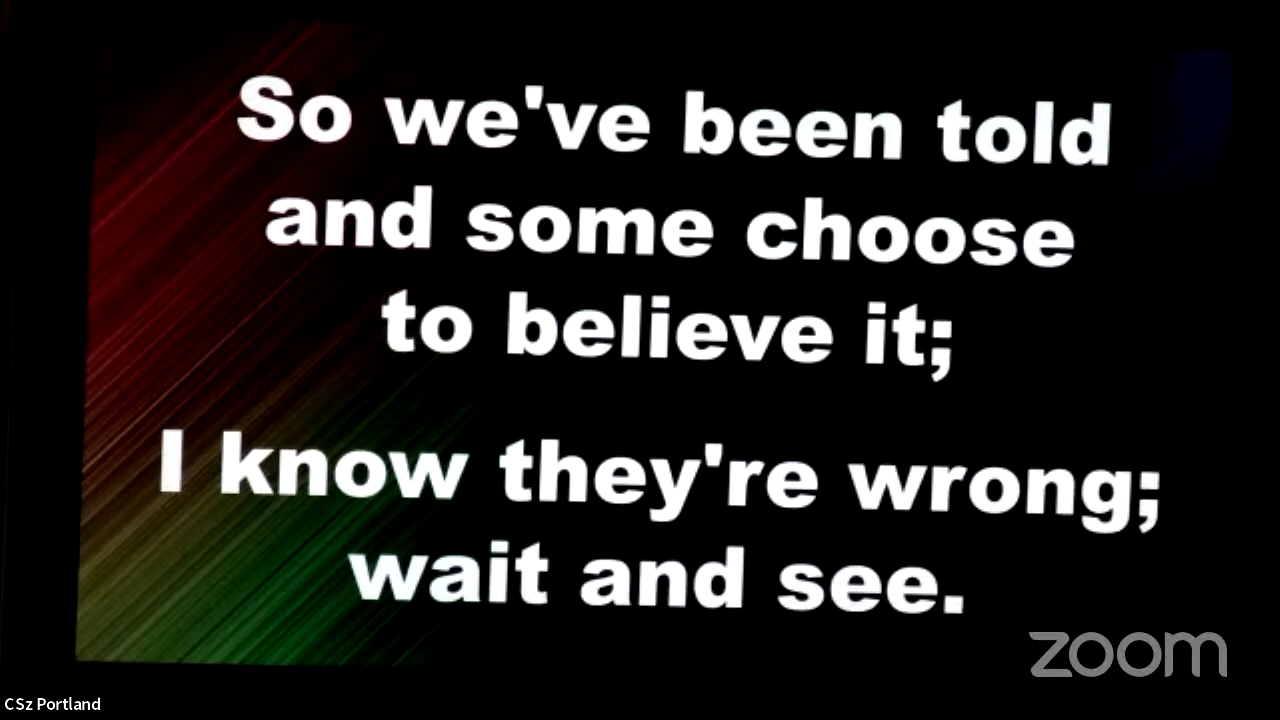 So we've been told
and some choose
to believe it;
I know they're wrong;
wait and see.
zoom
CSz Portland